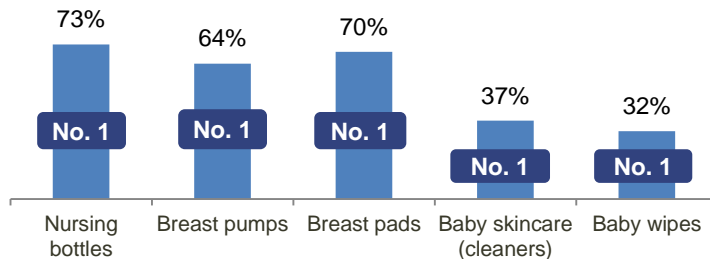 73%
64%
70%
37%
32%
No. 1
No. 1
No. 1
No. 1
No. 1
Nursing
bottles
Breast pumps
Breast pads
Baby skincare
(cleaners)
Baby wipes